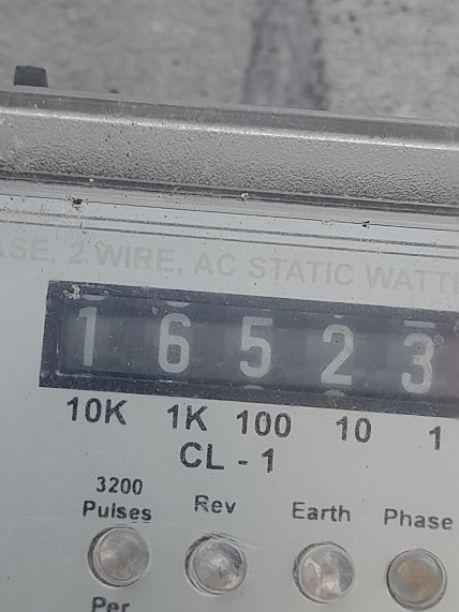 ASE, 2 WIRE, AC STATIC WATT
1 6 5 2 3
10K 1K 100 10 1
CL - 1
3200
Pulses Rev Earth Phase
Per